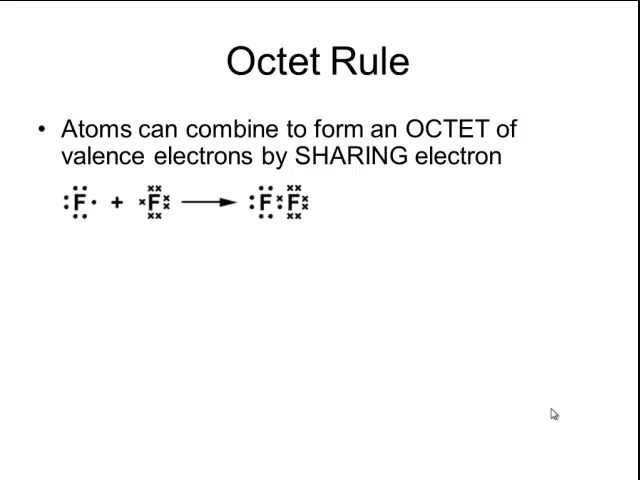 Octet Rule
• Atoms can combine to form an OCTET of
valence electrons by SHARING electron
:F· + ×F ⟶ :F×·F